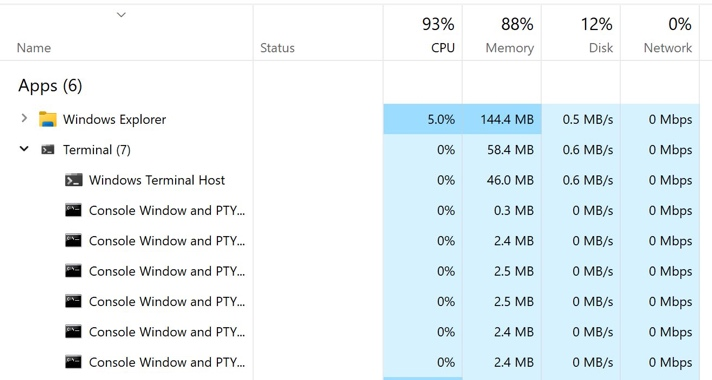 93% 88% 12% 0%
Name Status CPU Memory Disk Network
Apps (6)
Windows Explorer 5.0% 144.4 MB 0.5 MB/s 0 Mbps
Terminal (7) 0% 58.4 MB 0.6 MB/s 0 Mbps
Windows Terminal Host 0% 46.0 MB 0.6 MB/s 0 Mbps
Console Window and PTY... 0% 0.3 MB 0 MB/s 0 Mbps
Console Window and PTY... 0% 2.4 MB 0 MB/s 0 Mbps
Console Window and PTY... 0% 2.5 MB 0 MB/s 0 Mbps
Console Window and PTY... 0% 2.5 MB 0 MB/s 0 Mbps
Console Window and PTY... 0% 2.4 MB 0 MB/s 0 Mbps
Console Window and PTY... 0% 2.4 MB 0 MB/s 0 Mbps